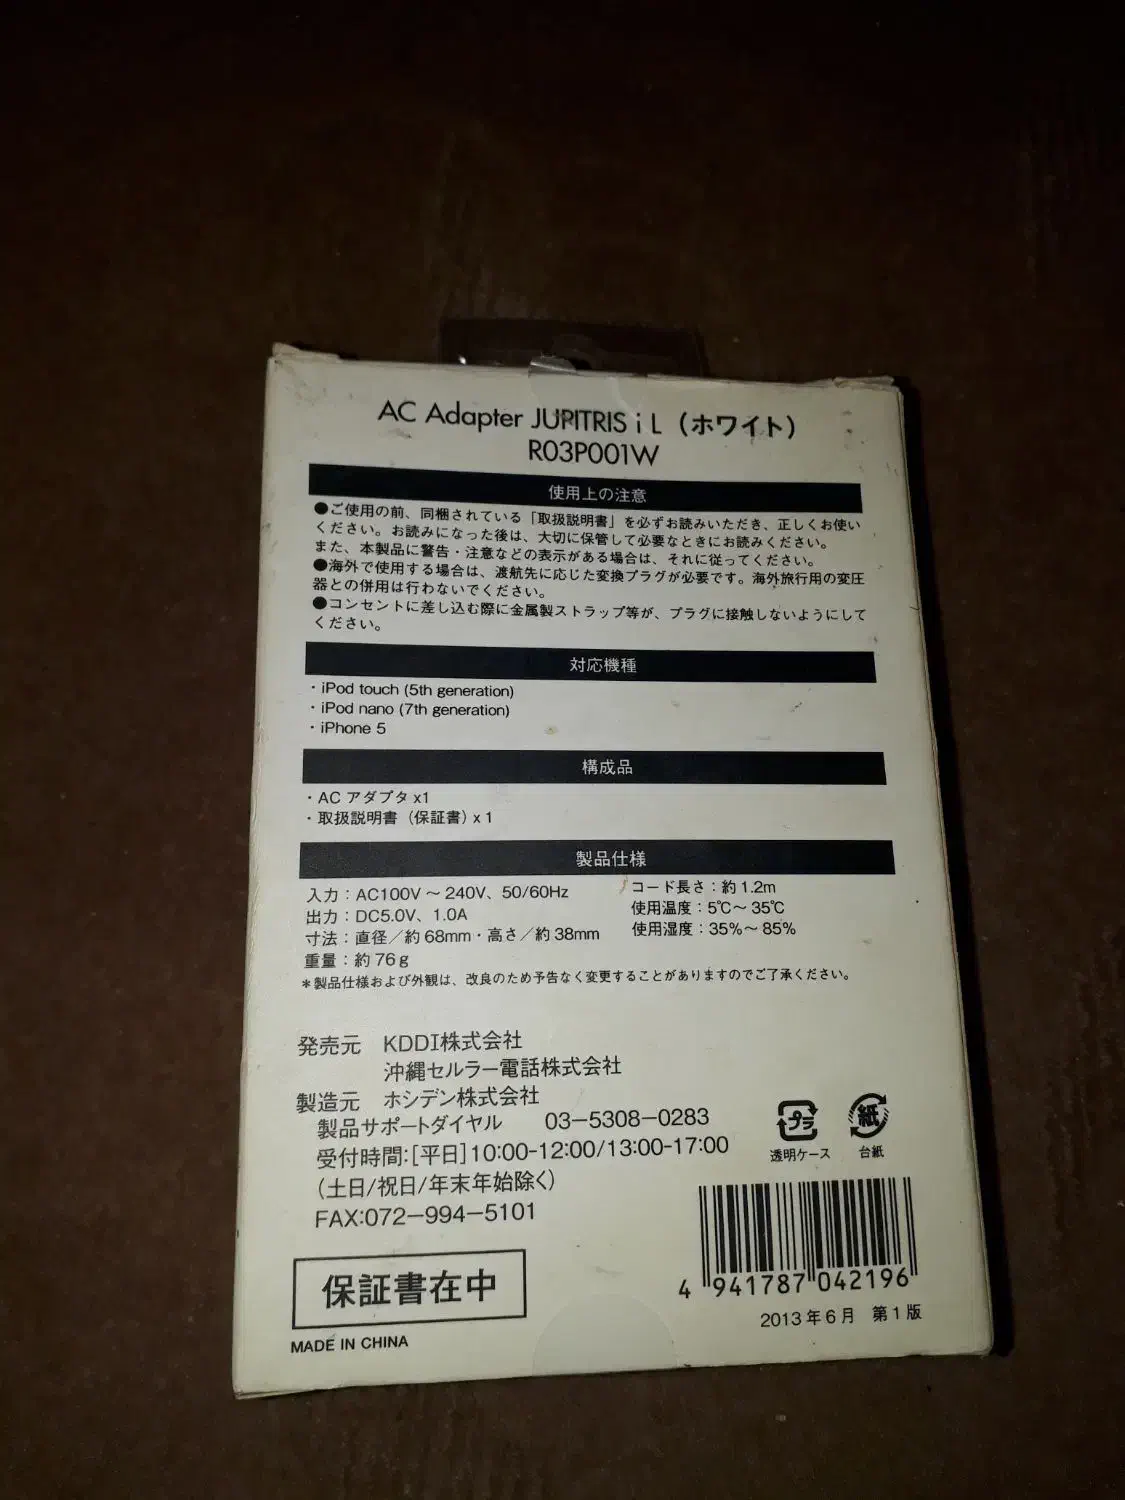 AC Adapter JUPITRIS i L（ホワイト）
R03P001W
使用上の注意
●ご使用の前、同梱されている「取扱説明書」を必ずお読みいただき、正しくお使い
ください。お読みになった後は、大切に保管して必要なときにお読みください。
また、本製品に警告・注意などの表示がある場合は、それに従ってください。
●海外で使用する場合は、渡航先に応じた変換プラグが必要です。海外旅行用の変圧
器との併用は行わないでください。
●コンセントに差し込む際に金属製ストラップ等が、プラグに接触しないようにして
ください。
対応機種
・iPod touch (5th generation)
・iPod nano (7th generation)
・iPhone 5
構成品
・AC アダプタ x1
・取扱説明書（保証書）x 1
製品仕様
入力：AC100V～240V、50/60Hz
出力：DC5.0V、1.0A
寸法：直径／約68mm・高さ／約38mm
重量：約76g
コード長さ：約1.2m
使用温度：5℃～35℃
使用湿度：35%～85%
＊製品仕様および外観は、改良のため予告なく変更することがありますのでご了承ください。
発売元 KDDI株式会社
沖縄セルラー電話株式会社
製造元 ホシデン株式会社
製品サポートダイヤル 03-5308-0283
受付時間:[平日]10:00-12:00/13:00-17:00
(土日/祝日/年末年始除く)
FAX:072-994-5101
プラ
透明ケース
紙
台紙
保証書在中
MADE IN CHINA
4 941787 042196
2013年6月 第1版